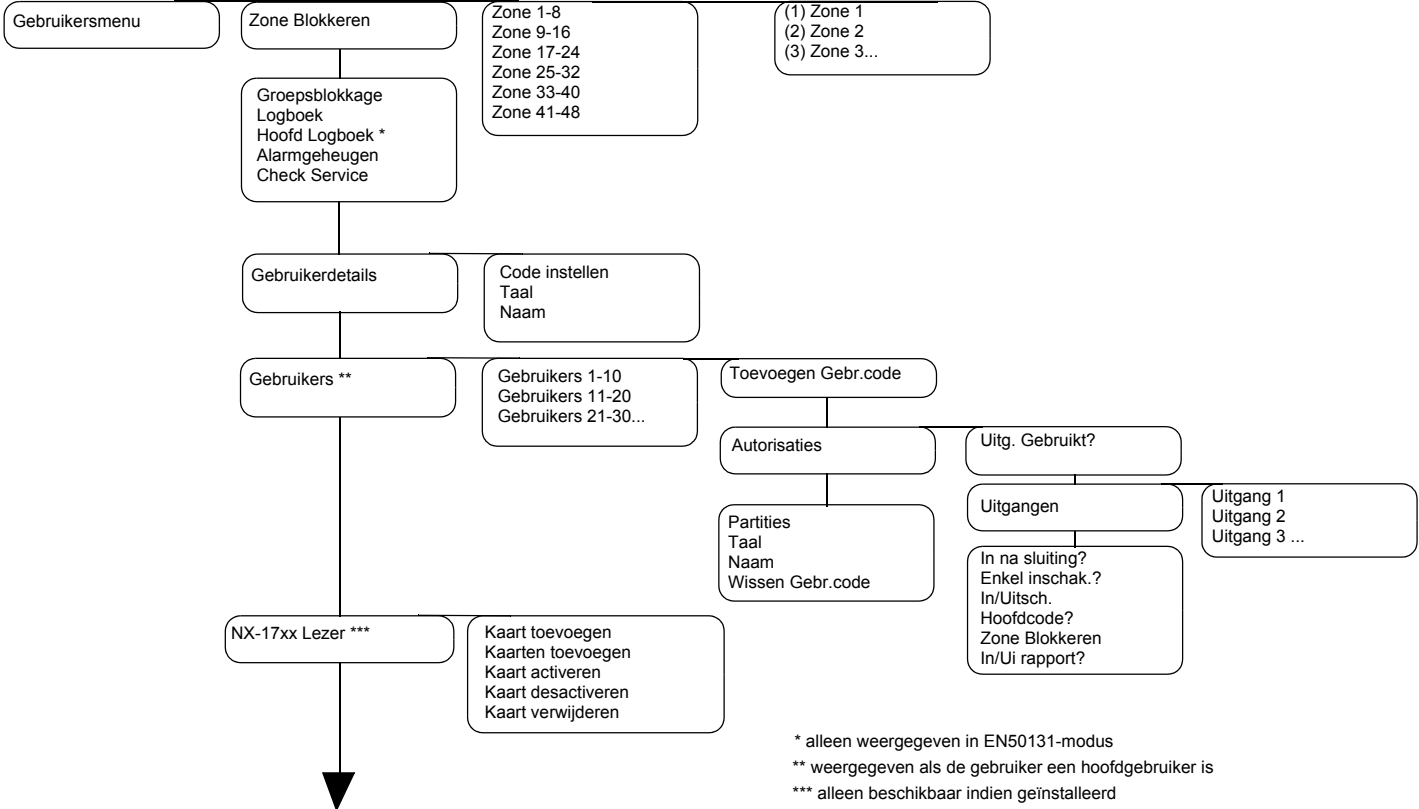 Gebruikersmenu
Zone Blokkeren
Zone 1-8
Zone 9-16
Zone 17-24
Zone 25-32
Zone 33-40
Zone 41-48
(1) Zone 1
(2) Zone 2
(3) Zone 3...
Groepsblokkage
Logboek
Hoofd Logboek *
Alarmgeheugen
Check Service
Gebruikerdetails
Code instellen
Taal
Naam
Gebruikers **
Gebruikers 1-10
Gebruikers 11-20
Gebruikers 21-30...
Toevoegen Gebr.code
Autorisaties
Uitg. Gebruikt?
Uitgangen
Uitgang 1
Uitgang 2
Uitgang 3 ...
Partities
Taal
Naam
Wissen Gebr.code
In na sluiting?
Enkel inschak.?
In/Uitsch.
Hoofdcode?
Zone Blokkeren
In/Ui rapport?
NX-17xx Lezer ***
Kaart toevoegen
Kaarten toevoegen
Kaart activeren
Kaart desactiveren
Kaart verwijderen
* alleen weergegeven in EN50131-modus
** weergegeven als de gebruiker een hoofdgebruiker is
*** alleen beschikbaar indien geïnstalleerd